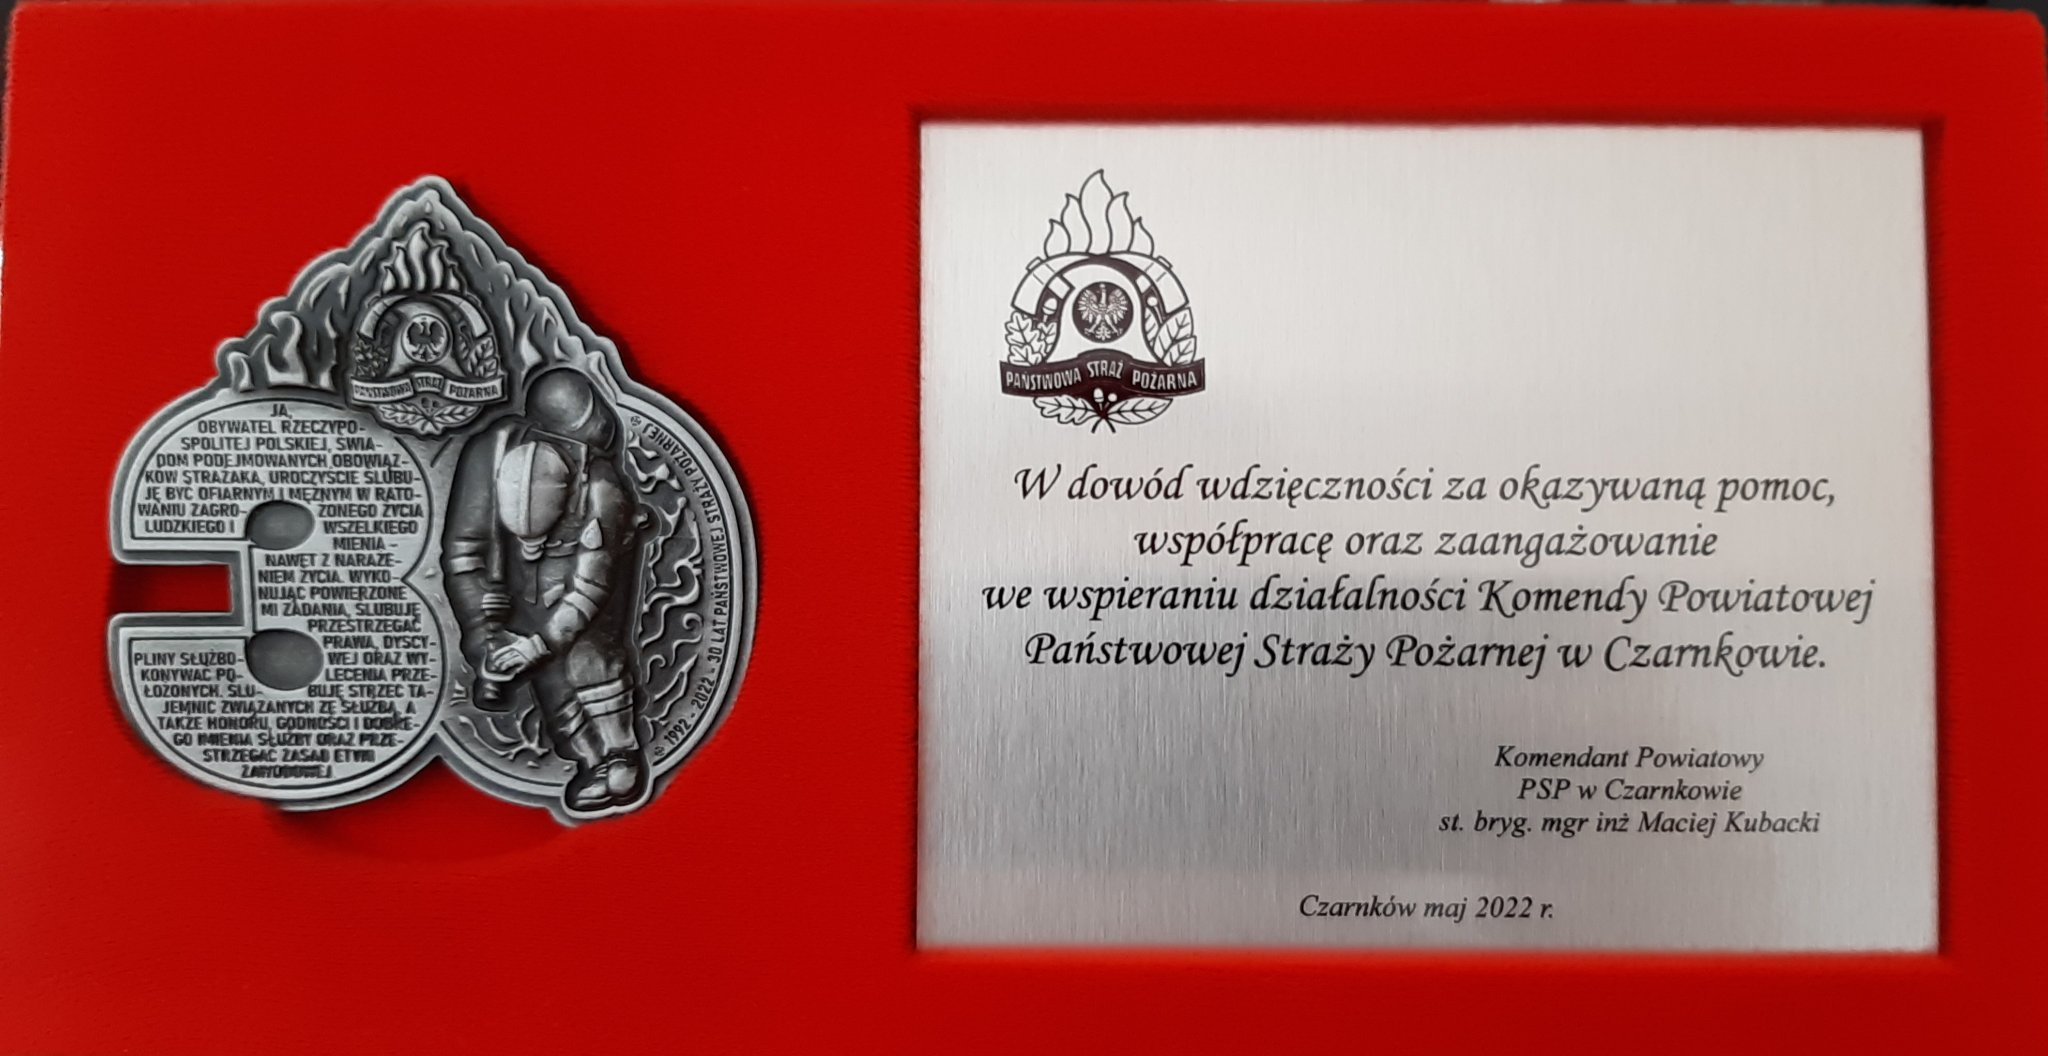 PAŃSTWOWA STRAŻ POŻARNA
JA,
OBYWATEL RZECZYPO-
SPOLITEJ POLSKIEJ, ŚWIA-
DOM PODEJMOWANYCH OBOWIĄZ-
KÓW STRAŻAKA, UROCZYŚCIE ŚLUBU-
JĘ BYĆ OFIARNYM I MĘŻNYM W RATO-
WANIU ZAGRO- ŻONEGO ŻYCIA
LUDZKIEGO I WSZELKIEGO
MIENIA -
NAWET Z NARAŻE-
NIEM ŻYCIA. WYKO-
NUJĄC POWIERZONE
MI ZADANIA, ŚLUBUJĘ
PRZESTRZEGAĆ
PRAWA, DYSCY-
PLINY SŁUŻBO- WEJ ORAZ WY-
KONYWAĆ PO- LECENIA PRZE-
ŁOŻONYCH. ŚLU- BUJĘ STRZEC TA-
JEMNIC ZWIĄZANYCH ZE SŁUŻBĄ, A
TAKŻE HONORU, GODNOŚCI I DOBRE-
GO IMIENIA SŁUŻBY ORAZ PRZE-
STRZEGAĆ ZASAD ETYKI
ZAWODOWEJ
1992 - 2022 - 30 LAT PAŃSTWOWEJ STRAŻY POŻARNEJ
PAŃSTWOWA STRAŻ POŻARNA
W dowód wdzięczności za okazywaną pomoc,
współpracę oraz zaangażowanie
we wspieraniu działalności Komendy Powiatowej
Państwowej Straży Pożarnej w Czarnkowie.
Komendant Powiatowy
PSP w Czarnkowie
st. bryg. mgr inż Maciej Kubacki
Czarnków maj 2022 r.